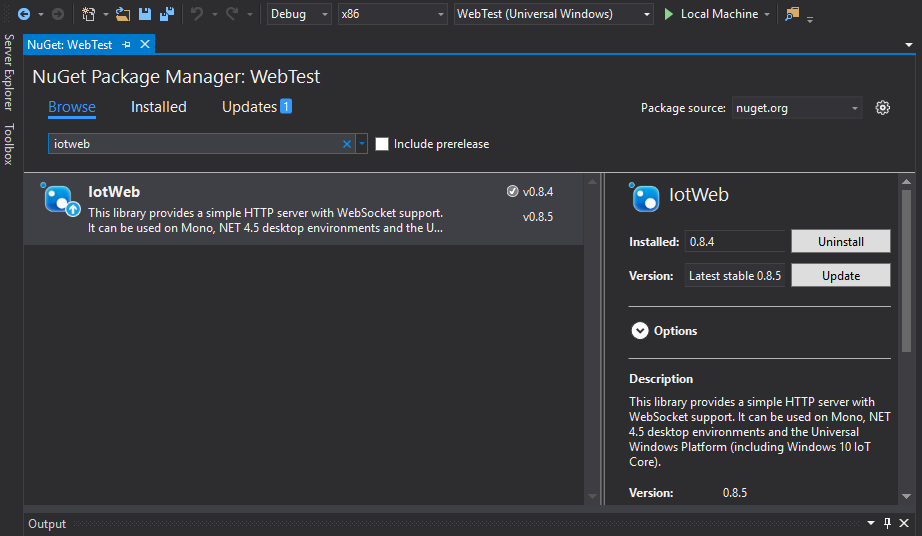 Debug
x86
WebTest (Universal Windows)
Local Machine
Server Explorer
Toolbox
NuGet: WebTest
NuGet Package Manager: WebTest
Browse
Installed
Updates 1
Package source:
nuget.org
iotweb
Include prerelease
IotWeb
v0.8.4
This library provides a simple HTTP server with WebSocket support.
v0.8.5
It can be used on Mono, NET 4.5 desktop environments and the U...
IotWeb
Installed:
0.8.4
Uninstall
Version:
Latest stable 0.8.5
Update
Options
Description
This library provides a simple HTTP server with
WebSocket support. It can be used on Mono, NET
4.5 desktop environments and the Universal
Windows Platform (including Windows 10 IoT
Core).
Version:
0.8.5
Output